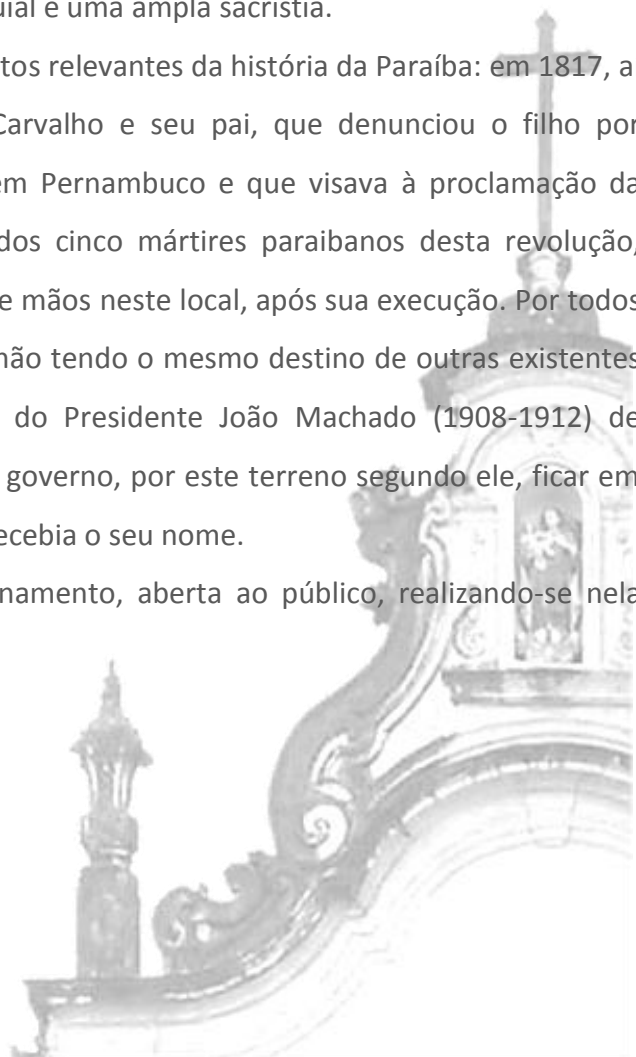 uial e uma ampla sacristia.
tos relevantes da história da Paraíba: em 1817, a
Carvalho e seu pai, que denunciou o filho por
em Pernambuco e que visava à proclamação da
dos cinco mártires paraibanos desta revolução,
e mãos neste local, após sua execução. Por todos
não tendo o mesmo destino de outras existentes
do Presidente João Machado (1908-1912) de
governo, por este terreno segundo ele, ficar em
ecebia o seu nome.
namento, aberta ao público, realizando-se nela